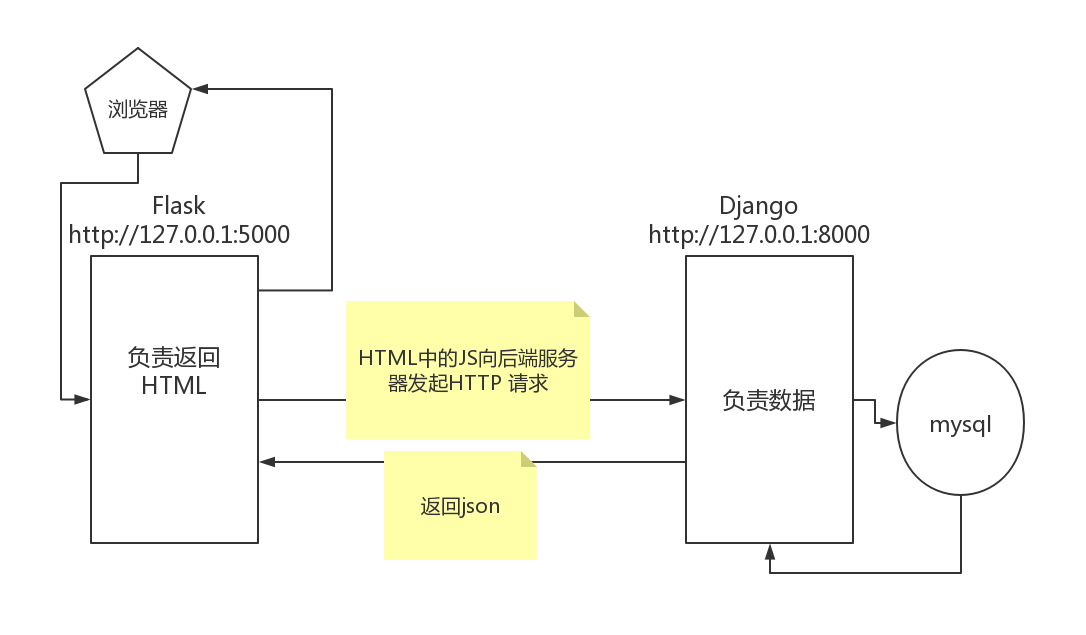 浏览器
Flask
http://127.0.0.1:5000
Django
http://127.0.0.1:8000
负责返回
HTML
HTML中的JS向后端服务
器发起HTTP 请求
负责数据
mysql
返回json